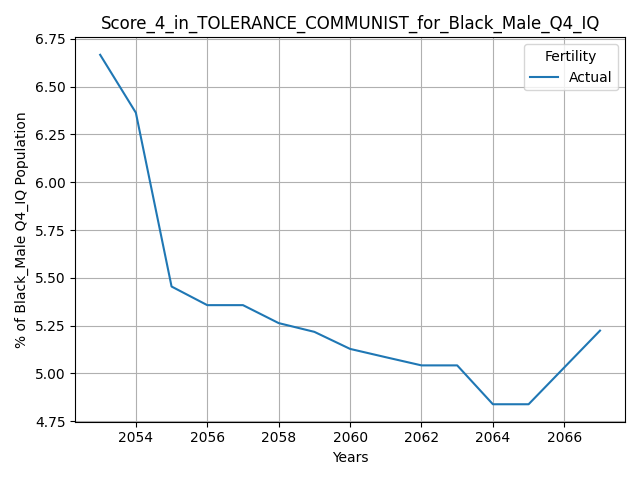 Score_4_in_TOLERANCE_COMMUNIST_for_Black_Male_Q4_IQ
Fertility
Actual
% of Black_Male Q4_IQ Population
6.75
6.50
6.25
6.00
5.75
5.50
5.25
5.00
4.75
2054 2056 2058 2060 2062 2064 2066
Years